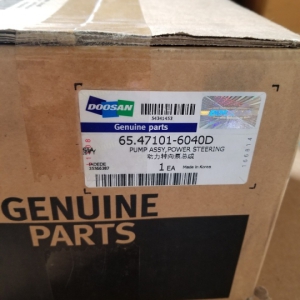 DOOSAN
54341453
Genuine parts
65.47101-6040D
PUMP ASSY,POWER STEERING
动力转向泵总成
1 EA
Made in Korea
GENUINE
PARTS